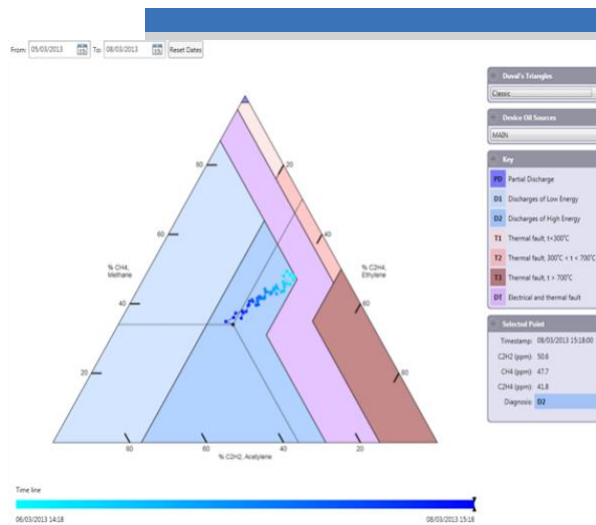 From: 05/03/2013 15 To: 08/03/2013 15 Reset Dates
Duval's Triangles
Classic
Device Oil Sources
MAIN
Key
PD Partial Discharge
D1 Discharges of Low Energy
D2 Discharges of High Energy
T1 Thermal fault, t<300°C
T2 Thermal fault, 300°C < t < 700°C
T3 Thermal fault, t > 700°C
DT Electrical and thermal fault
Selected Point
Timestamp: 08/03/2013 15:18:00
C2H2 (ppm): 50.6
CH4 (ppm): 47.7
C2H4 (ppm): 41.8
Diagnosis: D2
80 20
60 40
% CH4,
Methane
% C2H4,
Ethylene
40 60
20 80
80 60 40 20
% C2H2, Acetylene
Time line
06/03/2013 14:18 08/03/2013 15:18